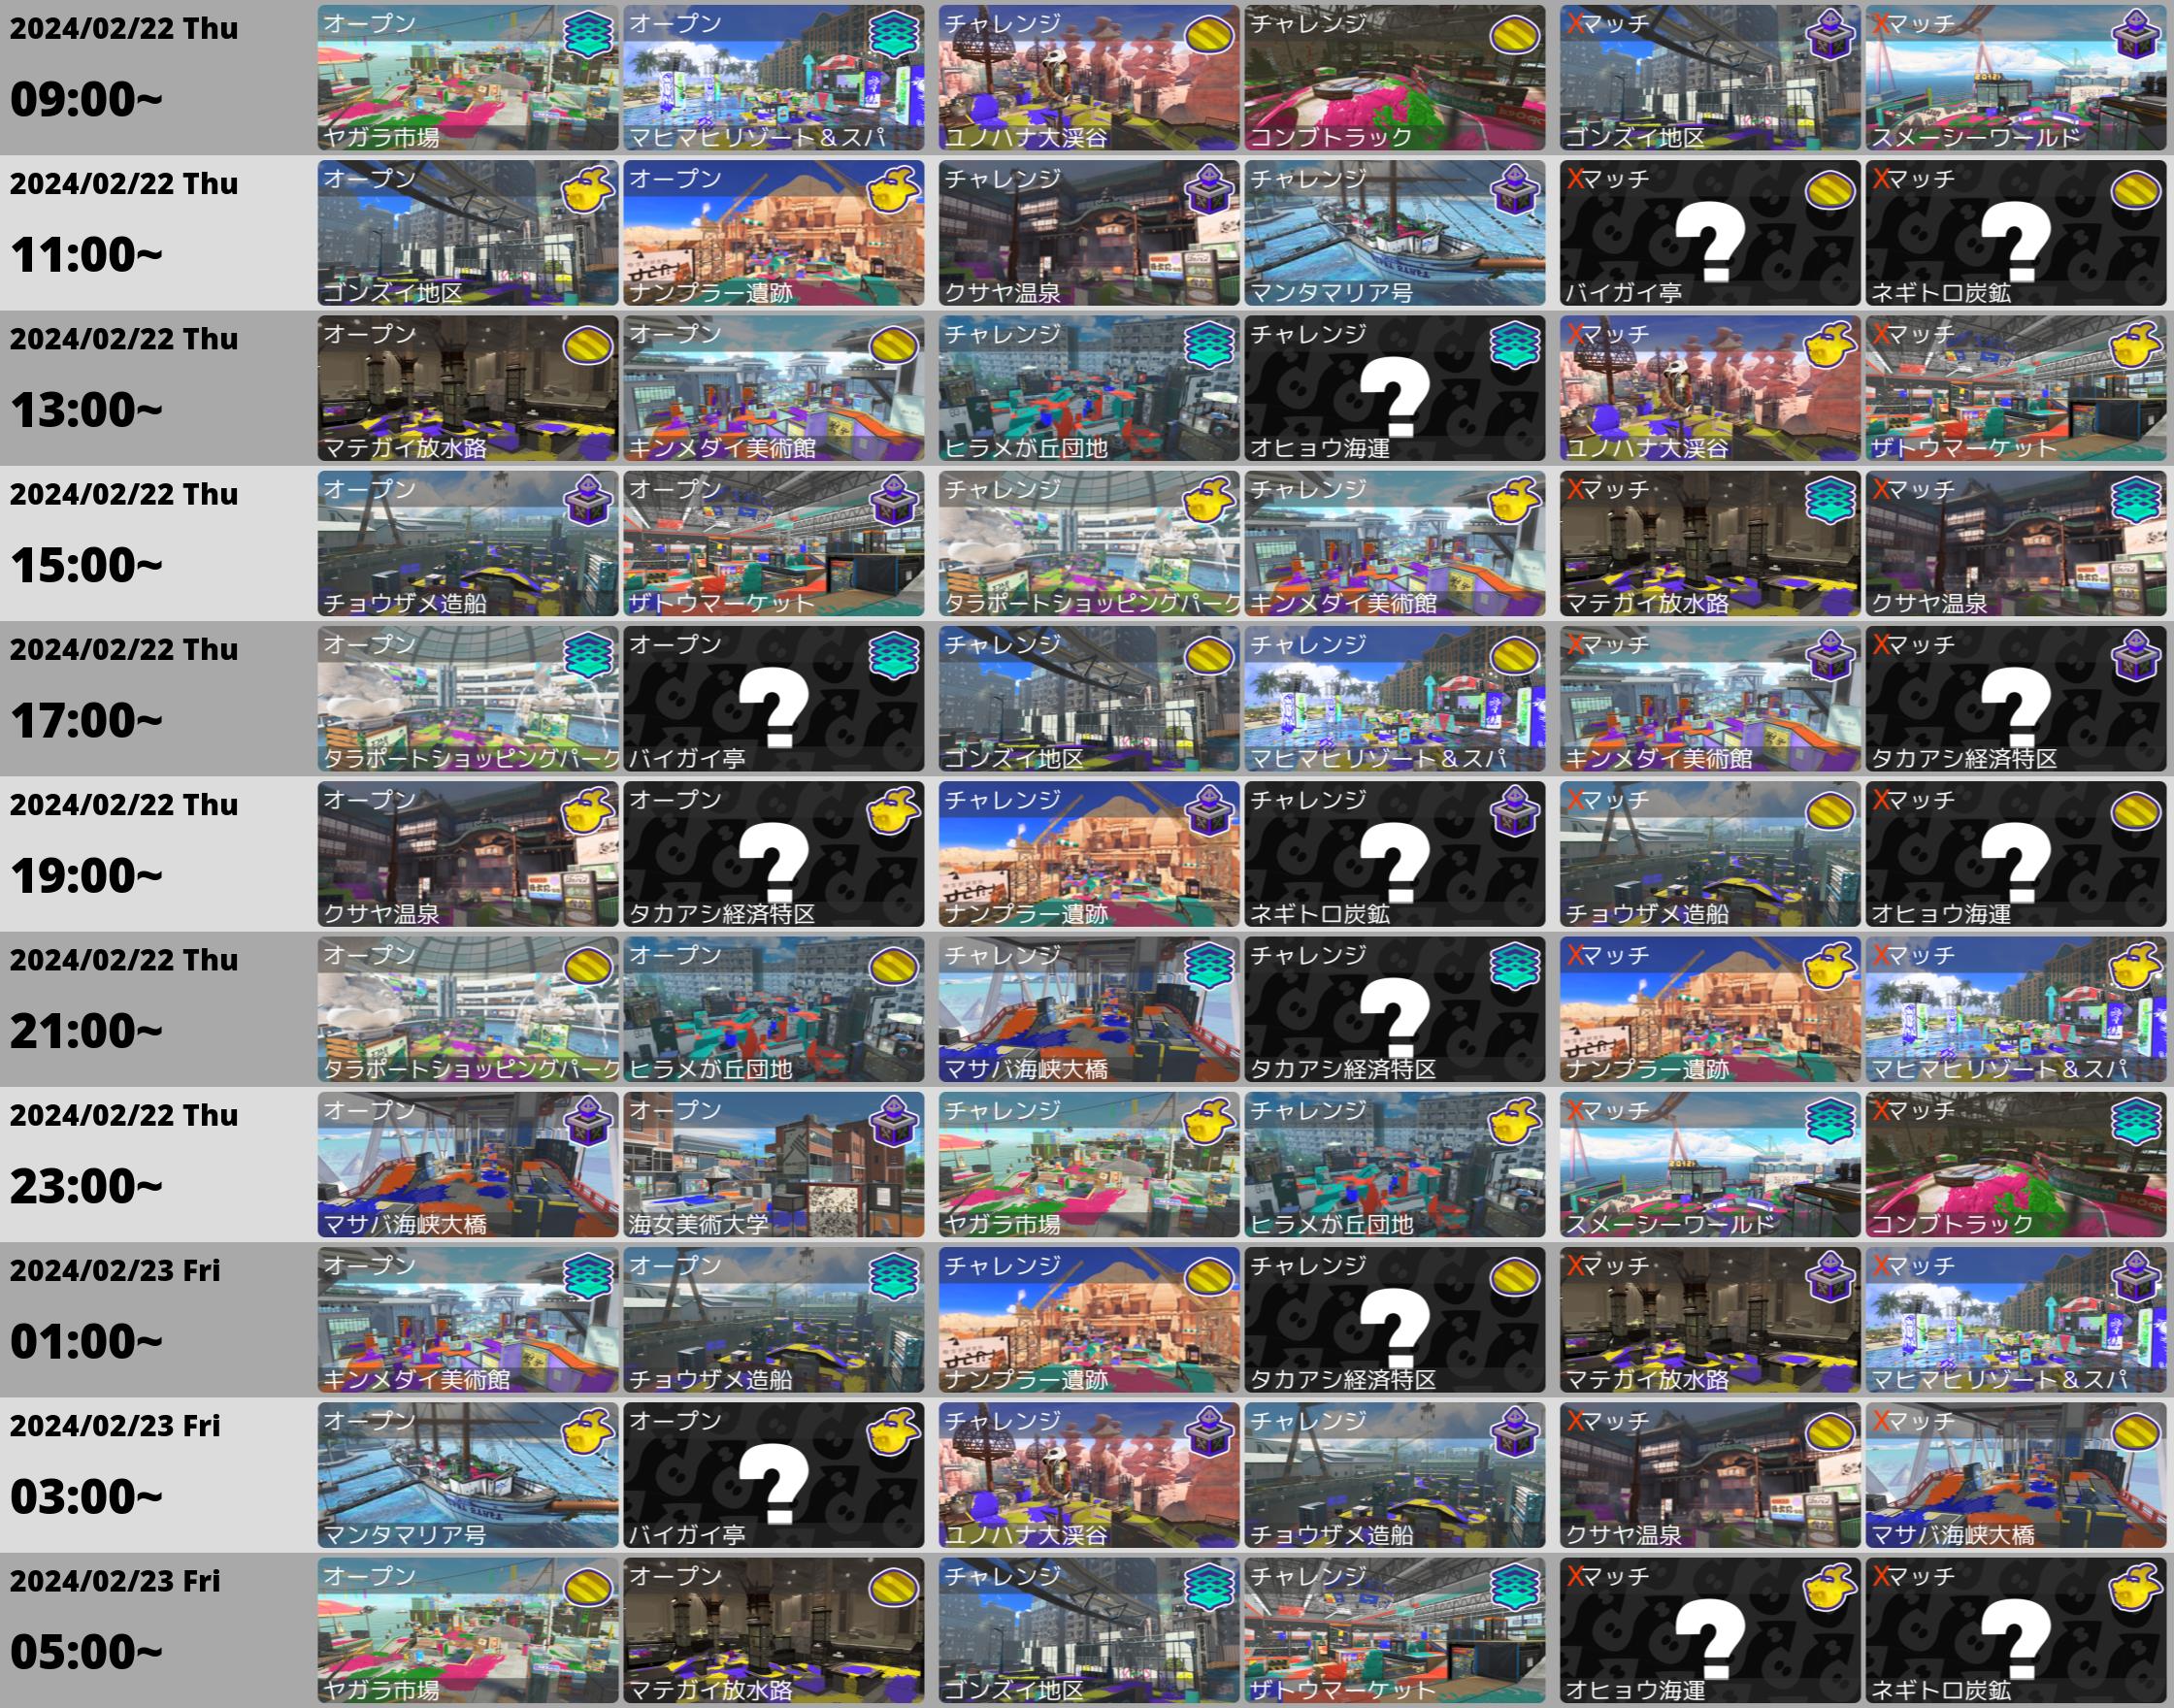 2024/02/22 Thu
09:00~
オープン
ヤガラ市場
オープン
マヒマヒリゾート＆スパ
チャレンジ
ユノハナ大渓谷
チャレンジ
コンブトラック
Xマッチ
ゴンズイ地区
Xマッチ
スメーシーワールド
2024/02/22 Thu
11:00~
オープン
ゴンズイ地区
オープン
ナンプラー遺跡
チャレンジ
クサヤ温泉
チャレンジ
マンタマリア号
Xマッチ
?
バイガイ亭
Xマッチ
?
ネギトロ炭鉱
2024/02/22 Thu
13:00~
オープン
マテガイ放水路
オープン
キンメダイ美術館
チャレンジ
ヒラメが丘団地
チャレンジ
?
オヒョウ海運
Xマッチ
ユノハナ大渓谷
Xマッチ
ザトウマーケット
2024/02/22 Thu
15:00~
オープン
チョウザメ造船
オープン
ザトウマーケット
チャレンジ
タラポートショッピングパーク
チャレンジ
キンメダイ美術館
Xマッチ
マテガイ放水路
Xマッチ
クサヤ温泉
2024/02/22 Thu
17:00~
オープン
タラポートショッピングパーク
オープン
?
バイガイ亭
チャレンジ
ゴンズイ地区
チャレンジ
マヒマヒリゾート＆スパ
Xマッチ
キンメダイ美術館
Xマッチ
?
タカアシ経済特区
2024/02/22 Thu
19:00~
オープン
クサヤ温泉
オープン
?
タカアシ経済特区
チャレンジ
ナンプラー遺跡
チャレンジ
?
ネギトロ炭鉱
Xマッチ
チョウザメ造船
Xマッチ
?
オヒョウ海運
2024/02/22 Thu
21:00~
オープン
タラポートショッピングパーク
オープン
ヒラメが丘団地
チャレンジ
マサバ海峡大橋
チャレンジ
?
タカアシ経済特区
Xマッチ
ナンプラー遺跡
Xマッチ
マヒマヒリゾート＆スパ
2024/02/22 Thu
23:00~
オープン
マサバ海峡大橋
オープン
海女美術大学
チャレンジ
ヤガラ市場
チャレンジ
ヒラメが丘団地
Xマッチ
スメーシーワールド
Xマッチ
コンブトラック
2024/02/23 Fri
01:00~
オープン
キンメダイ美術館
オープン
チョウザメ造船
チャレンジ
ナンプラー遺跡
チャレンジ
?
タカアシ経済特区
Xマッチ
マテガイ放水路
Xマッチ
マヒマヒリゾート＆スパ
2024/02/23 Fri
03:00~
オープン
マンタマリア号
オープン
?
バイガイ亭
チャレンジ
ユノハナ大渓谷
チャレンジ
チョウザメ造船
Xマッチ
クサヤ温泉
Xマッチ
マサバ海峡大橋
2024/02/23 Fri
05:00~
オープン
ヤガラ市場
オープン
マテガイ放水路
チャレンジ
ゴンズイ地区
チャレンジ
ザトウマーケット
Xマッチ
?
オヒョウ海運
Xマッチ
?
ネギトロ炭鉱